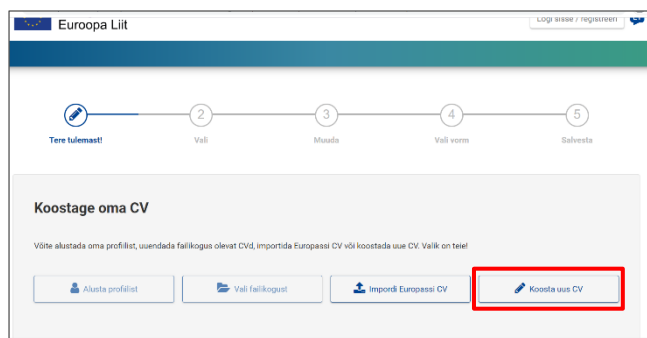 Euroopa Liit
Logi sisse / registreeri
2
3
4
5
Tere tulemast!
Vali
Muuda
Vali vorm
Salvesta
Koostage oma CV
Võite alustada oma profiilist, uuendada failikogus olevat CVd, importida Europassi CV või koostada uue CV. Valik on teie!
Alusta profiilist
Vali failikogust
Impordi Europassi CV
Koosta uus CV